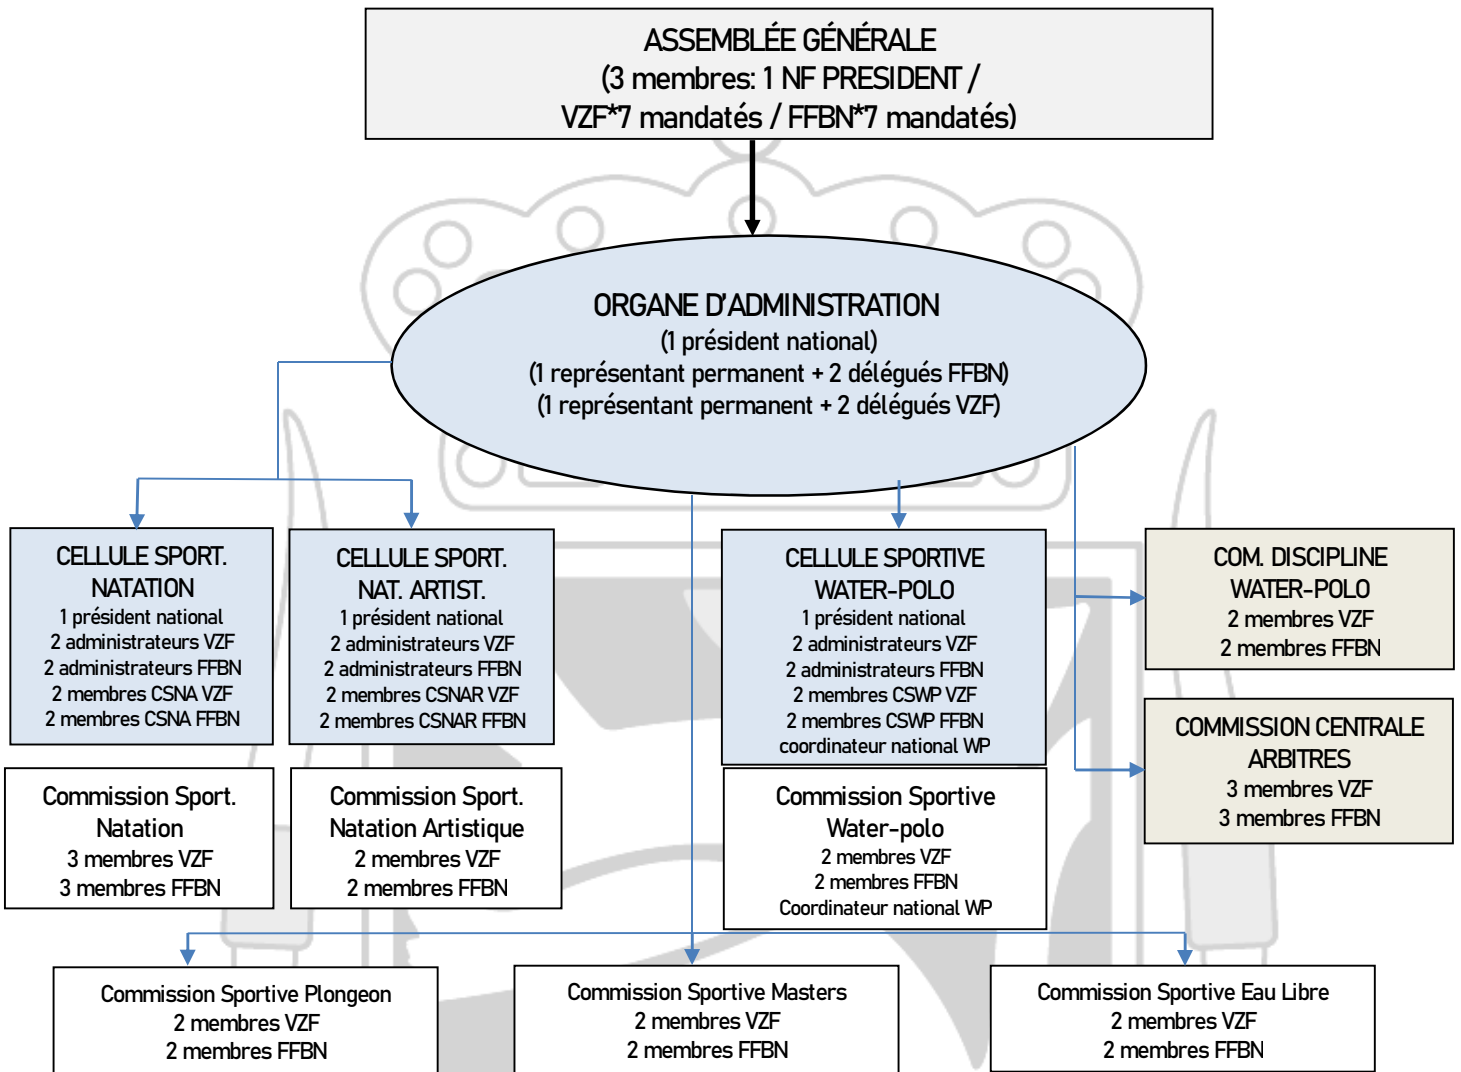 ASSEMBLÉE GÉNÉRALE
(3 membres: 1 NF PRESIDENT /
VZF*7 mandatés / FFBN*7 mandatés)
ORGANE D'ADMINISTRATION
(1 président national)
(1 représentant permanent + 2 délégués FFBN)
(1 représentant permanent + 2 délégués VZF)
CELLULE SPORT.
NATATION
1 président national
2 administrateurs VZF
2 administrateurs FFBN
2 membres CSNA VZF
2 membres CSNA FFBN
CELLULE SPORT.
NAT. ARTIST.
1 président national
2 administrateurs VZF
2 administrateurs FFBN
2 membres CSNAR VZF
2 membres CSNAR FFBN
CELLULE SPORTIVE
WATER-POLO
1 président national
2 administrateurs VZF
2 administrateurs FFBN
2 membres CSWP VZF
2 membres CSWP FFBN
coordinateur national WP
COM. DISCIPLINE
WATER-POLO
2 membres VZF
2 membres FFBN
COMMISSION CENTRALE
ARBITRES
3 membres VZF
3 membres FFBN
Commission Sport.
Natation
3 membres VZF
3 membres FFBN
Commission Sport.
Natation Artistique
2 membres VZF
2 membres FFBN
Commission Sportive
Water-polo
2 membres VZF
2 membres FFBN
Coordinateur national WP
Commission Sportive Plongeon
2 membres VZF
2 membres FFBN
Commission Sportive Masters
2 membres VZF
2 membres FFBN
Commission Sportive Eau Libre
2 membres VZF
2 membres FFBN